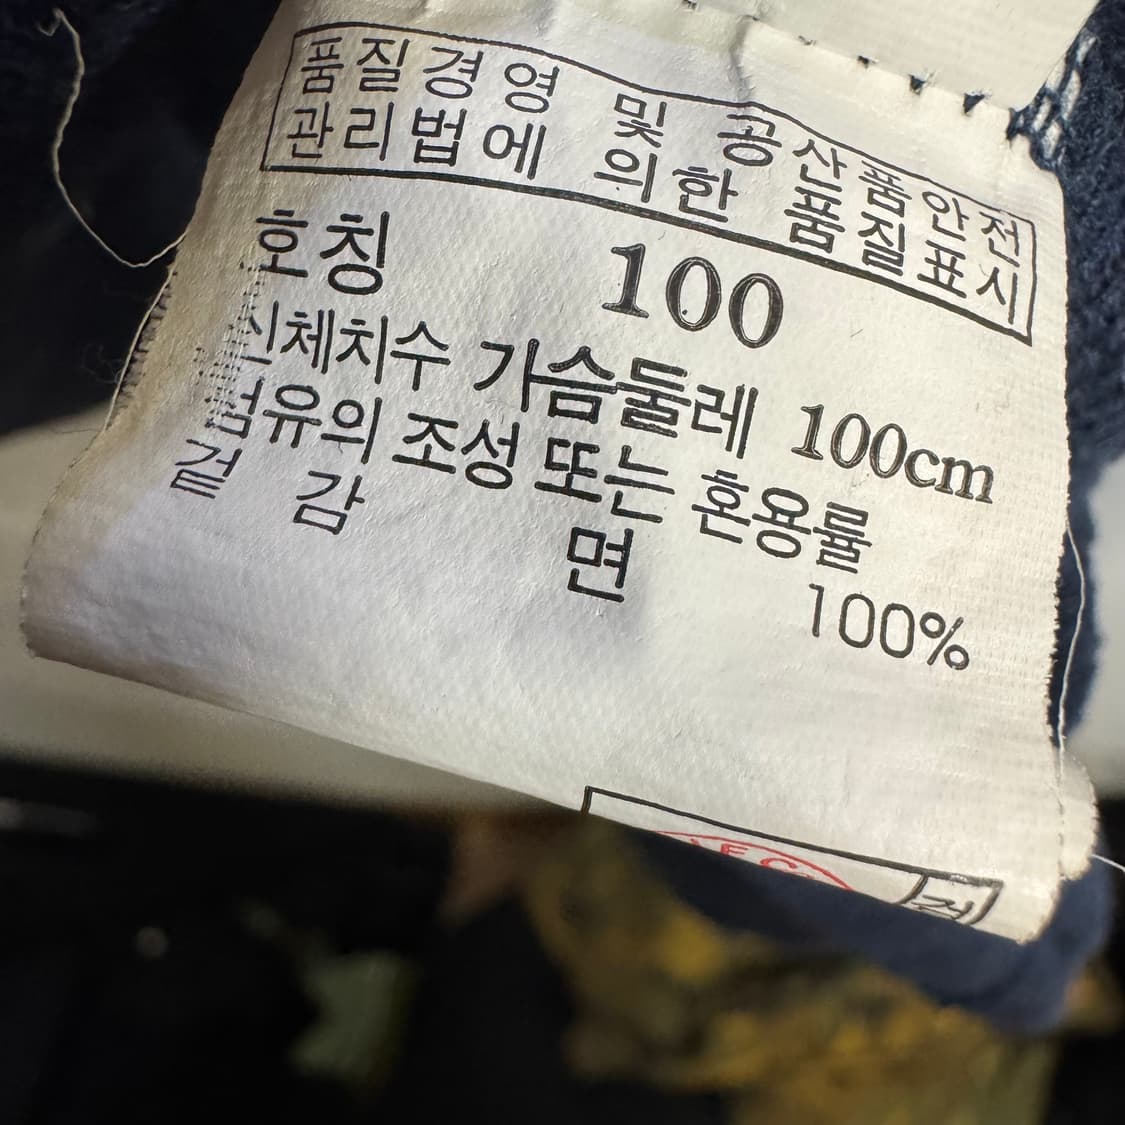 품질경영 및 공산품안전
관리법에 의한 품질표시
호칭 100
신체치수 가슴둘레 100cm
섬유의 조성 또는 혼용률
겉감 면 100%